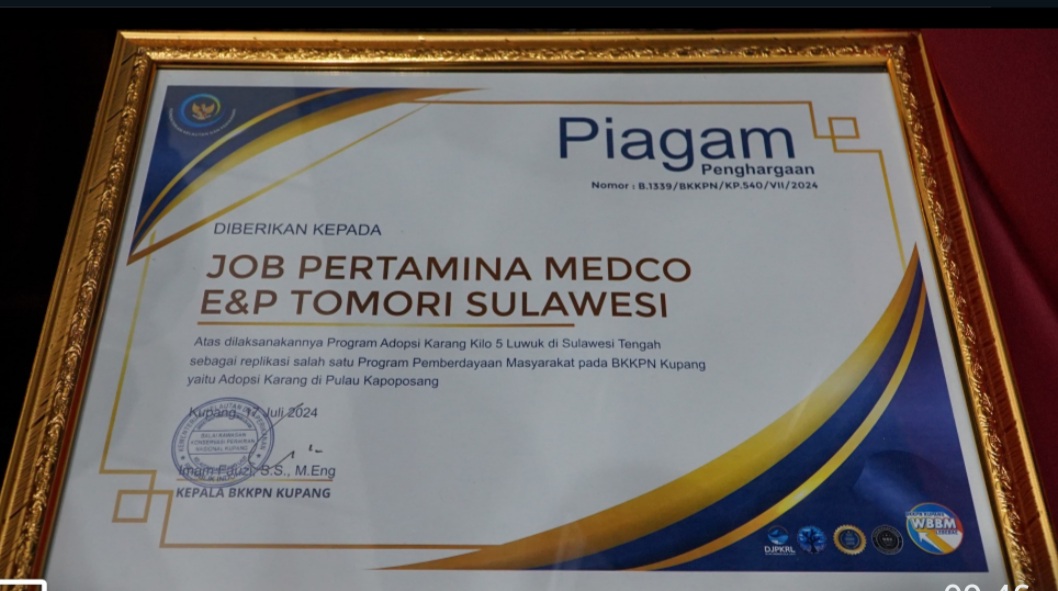 Piagam
Penghargaan
Nomor : B.1339/BKKPN/KP.540/VII/2024
DIBERIKAN KEPADA
JOB PERTAMINA MEDCO
E&P TOMORI SULAWESI
Atas dilaksanakannya Program Adopsi Karang Kilo 5 Luwuk di Sulawesi Tengah
sebagai replikasi salah satu Program Pemberdayaan Masyarakat pada BKKPN Kupang
yaitu Adopsi Karang di Pulau Kapoposang
Kupang, 17 Juli 2024
Imam Fauzi, S.S., M.Eng
KEPALA BKKPN KUPANG
DJPKRL
WBBM